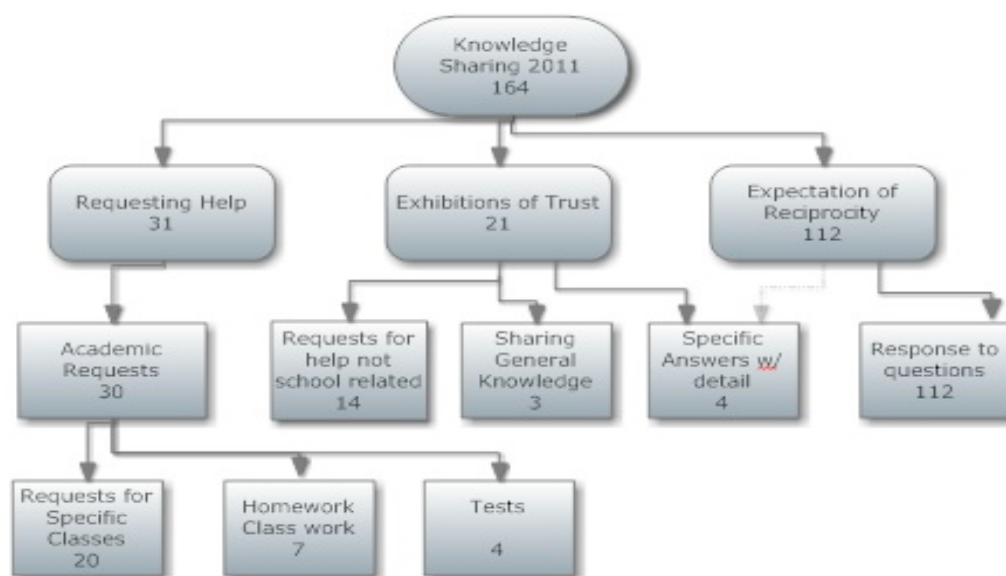 Knowledge
Sharing 2011
164
Requesting Help
31
Exhibitions of Trust
21
Expectation of
Reciprocity
112
Academic
Requests
30
Requests for
help not
school related
14
Sharing
General
Knowledge
3
Specific
Answers w/
detail
4
Response to
questions
112
Requests for
Specific
Classes
20
Homework
Class work
7
Tests
4